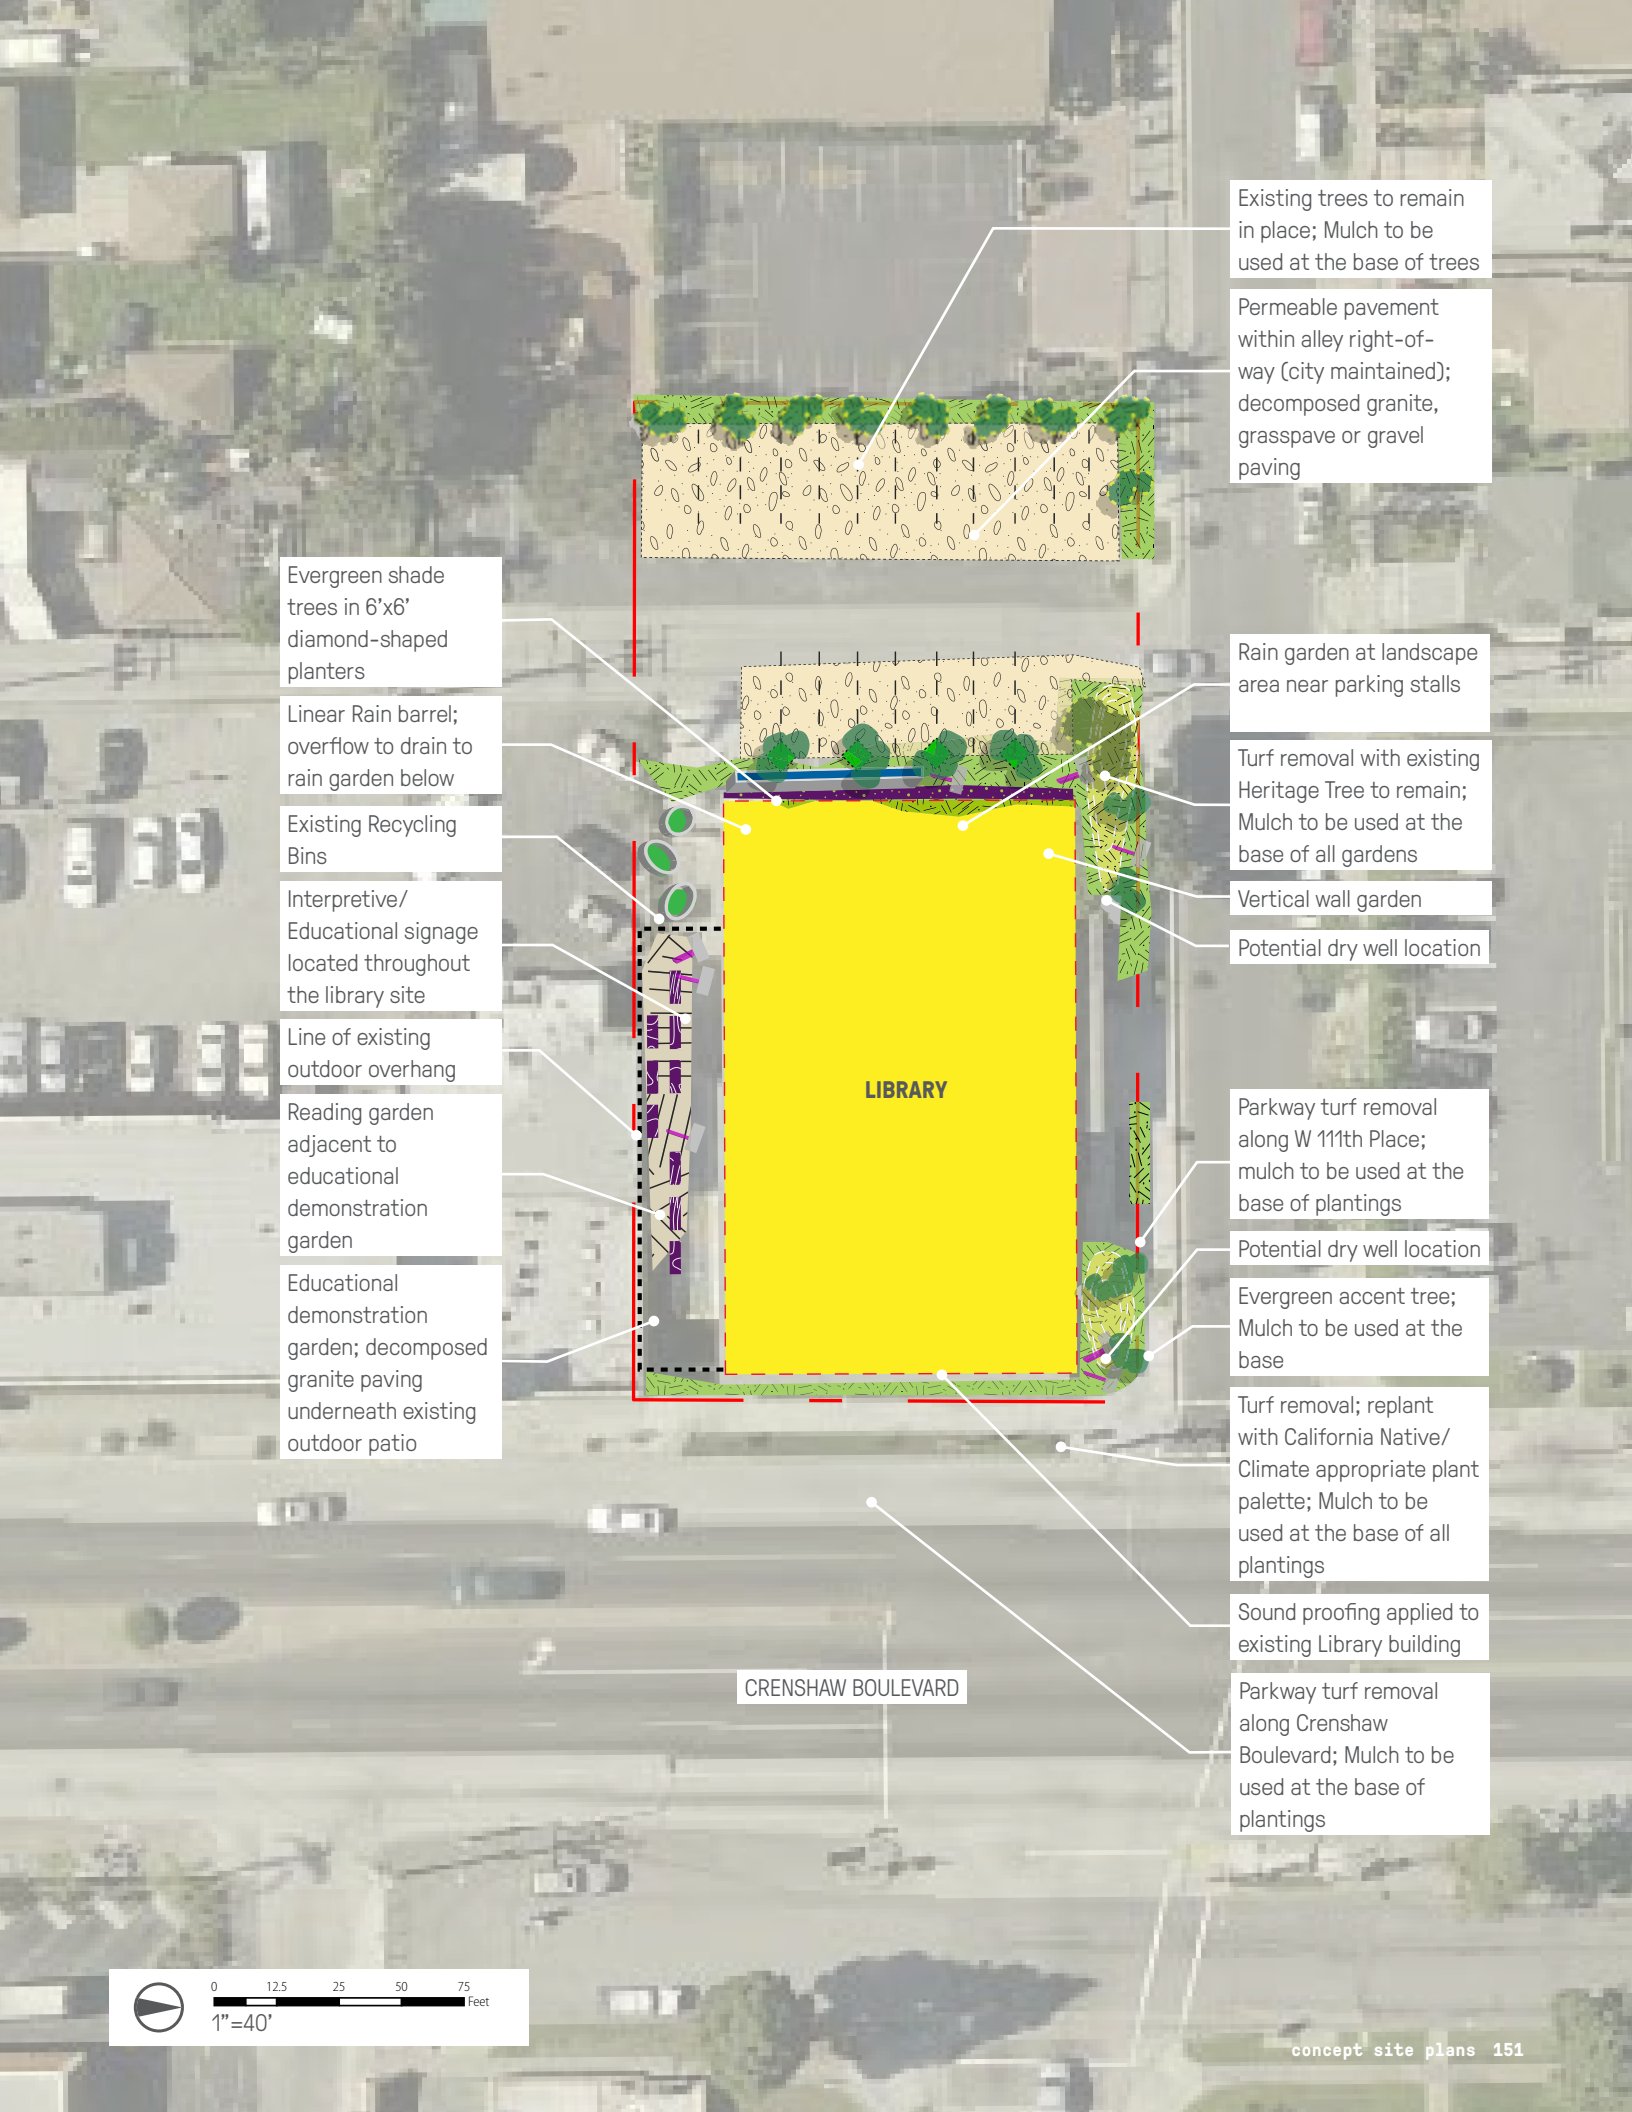 Existing trees to remain
in place; Mulch to be
used at the base of trees
Permeable pavement
within alley right-of-
way (city maintained);
decomposed granite,
grasspave or gravel
paving
Evergreen shade
trees in 6'x6'
diamond-shaped
planters
Linear Rain barrel;
overflow to drain to
rain garden below
Existing Recycling
Bins
Interpretive/
Educational signage
located throughout
the library site
Line of existing
outdoor overhang
Reading garden
adjacent to
educational
demonstration
garden
Educational
demonstration
garden; decomposed
granite paving
underneath existing
outdoor patio
Rain garden at landscape
area near parking stalls
Turf removal with existing
Heritage Tree to remain;
Mulch to be used at the
base of all gardens
Vertical wall garden
Potential dry well location
LIBRARY
Parkway turf removal
along W 111th Place;
mulch to be used at the
base of plantings
Potential dry well location
Evergreen accent tree;
Mulch to be used at the
base
Turf removal; replant
with California Native/
Climate appropriate plant
palette; Mulch to be
used at the base of all
plantings
Sound proofing applied to
existing Library building
Parkway turf removal
along Crenshaw
Boulevard; Mulch to be
used at the base of
plantings
CRENSHAW BOULEVARD
0 12.5 25 50 75
Feet
1"=40'
concept site plans 151